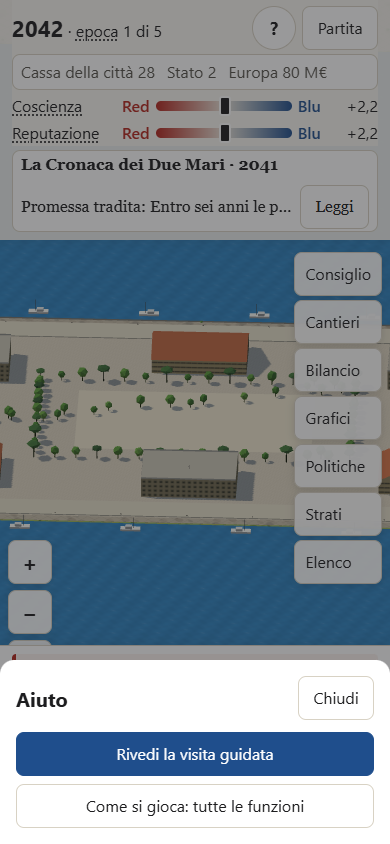 2042 · epoca 1 di 5
?
Partita
Cassa della città 28 Stato 2 Europa 80 M€
Coscienza Red Blu +2,2
Reputazione Red Blu +2,2
La Cronaca dei Due Mari · 2041
Promessa tradita: Entro sei anni le p...
Leggi
Consiglio
Cantieri
Bilancio
Grafici
Politiche
Strati
Elenco
+
−
Aiuto
Chiudi
Rivedi la visita guidata
Come si gioca: tutte le funzioni